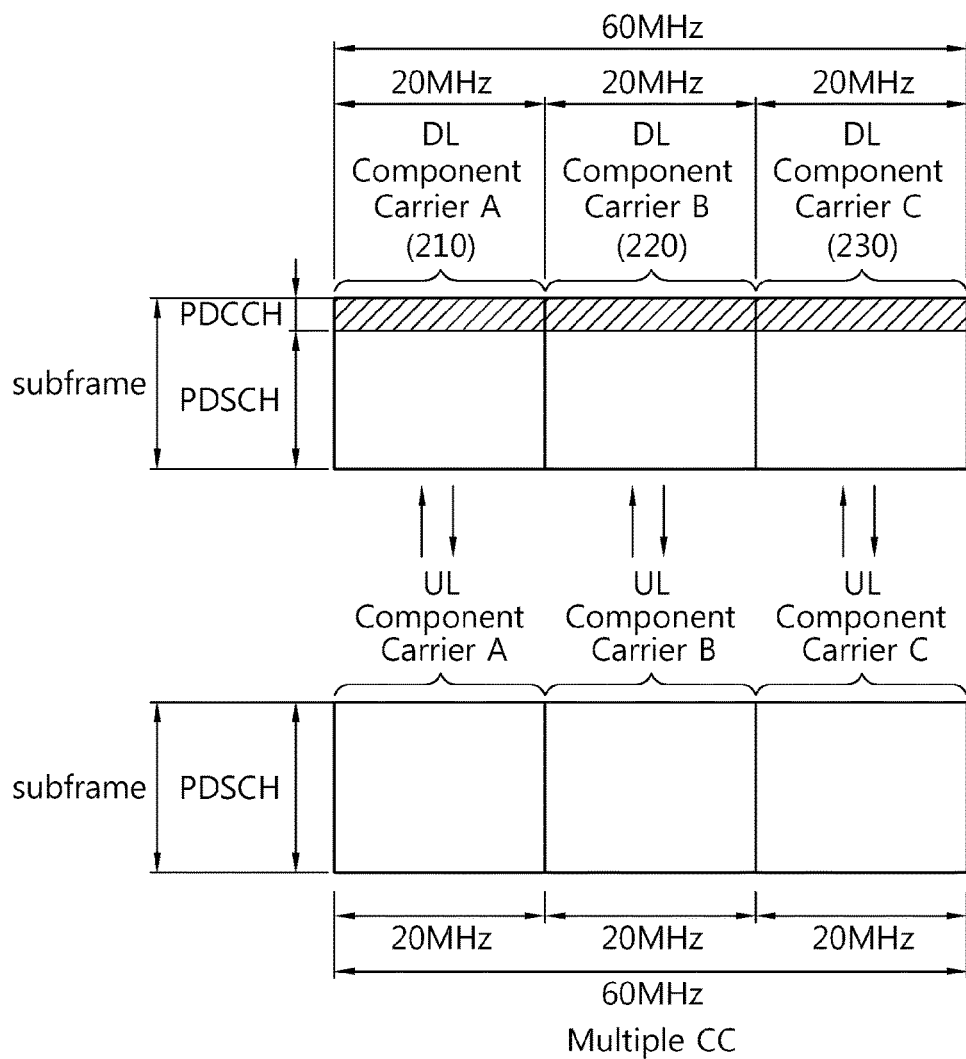 60MHz
20MHz 20MHz 20MHz
DL Component Carrier A (210)
DL Component Carrier B (220)
DL Component Carrier C (230)
PDCCH
subframe
PDSCH
UL Component Carrier A
UL Component Carrier B
UL Component Carrier C
subframe
PDSCH
20MHz 20MHz 20MHz
60MHz
Multiple CC